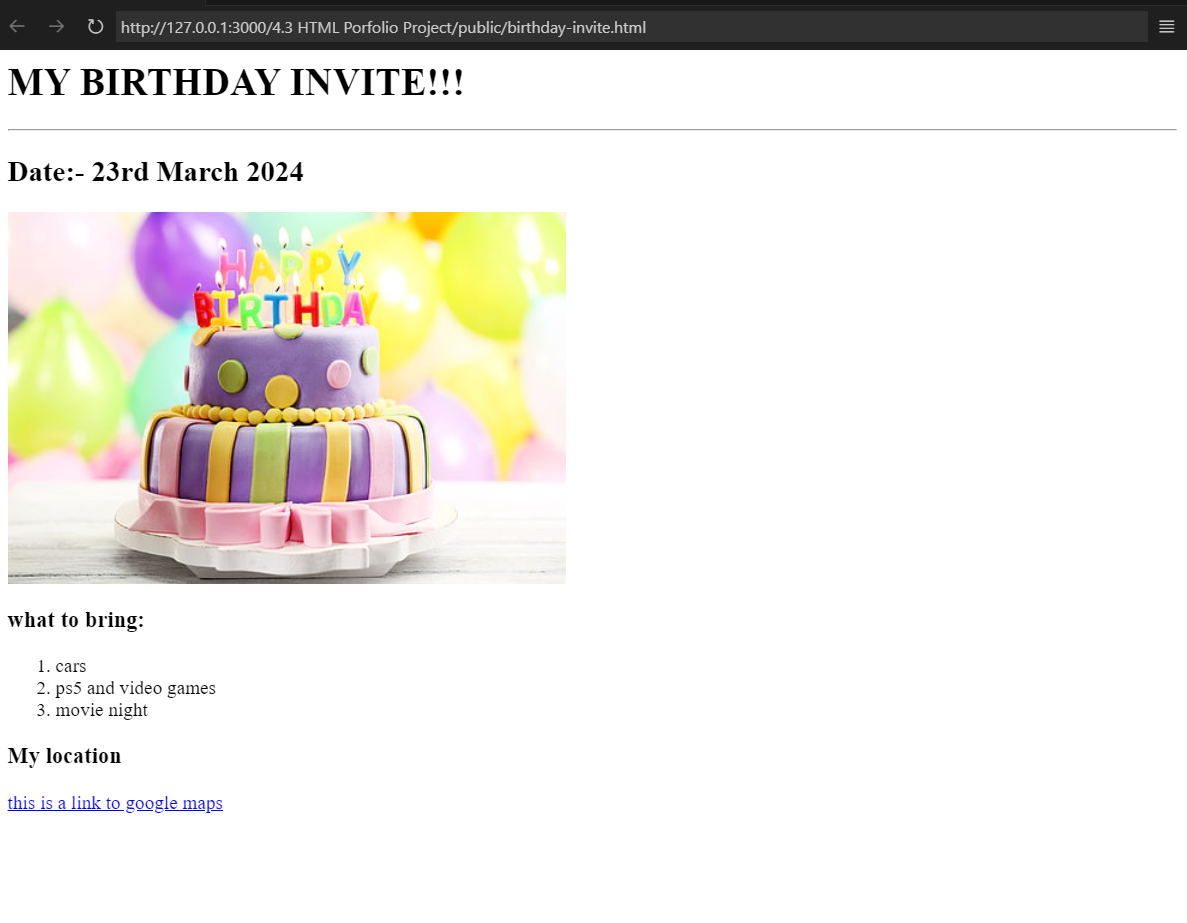 http://127.0.0.1:3000/4.3 HTML Porfolio Project/public/birthday-invite.html
MY BIRTHDAY INVITE!!!
Date:- 23rd March 2024
HAPPY
BIRTHDAY
what to bring:
1. cars
2. ps5 and video games
3. movie night
My location
this is a link to google maps